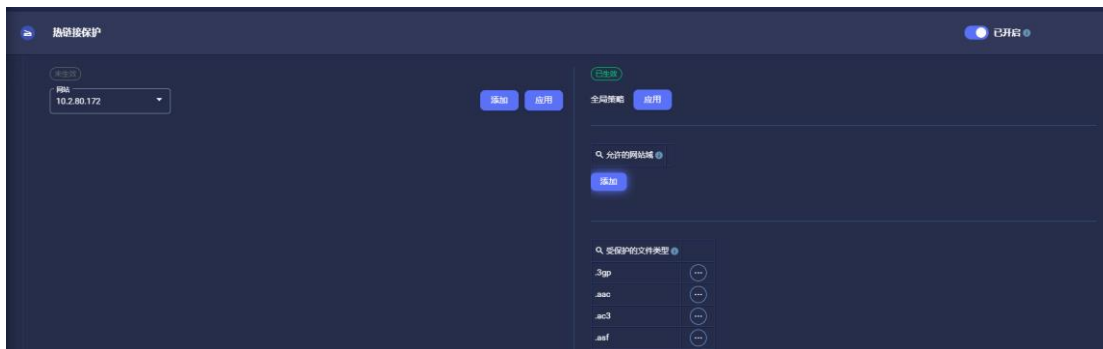 热链接保护
已开启
未生效
网站
10.2.80.172
添加 应用
已生效
全局策略 应用
允许的网站域
添加
受保护的文件类型
.3gp
.aac
.ac3
.asf